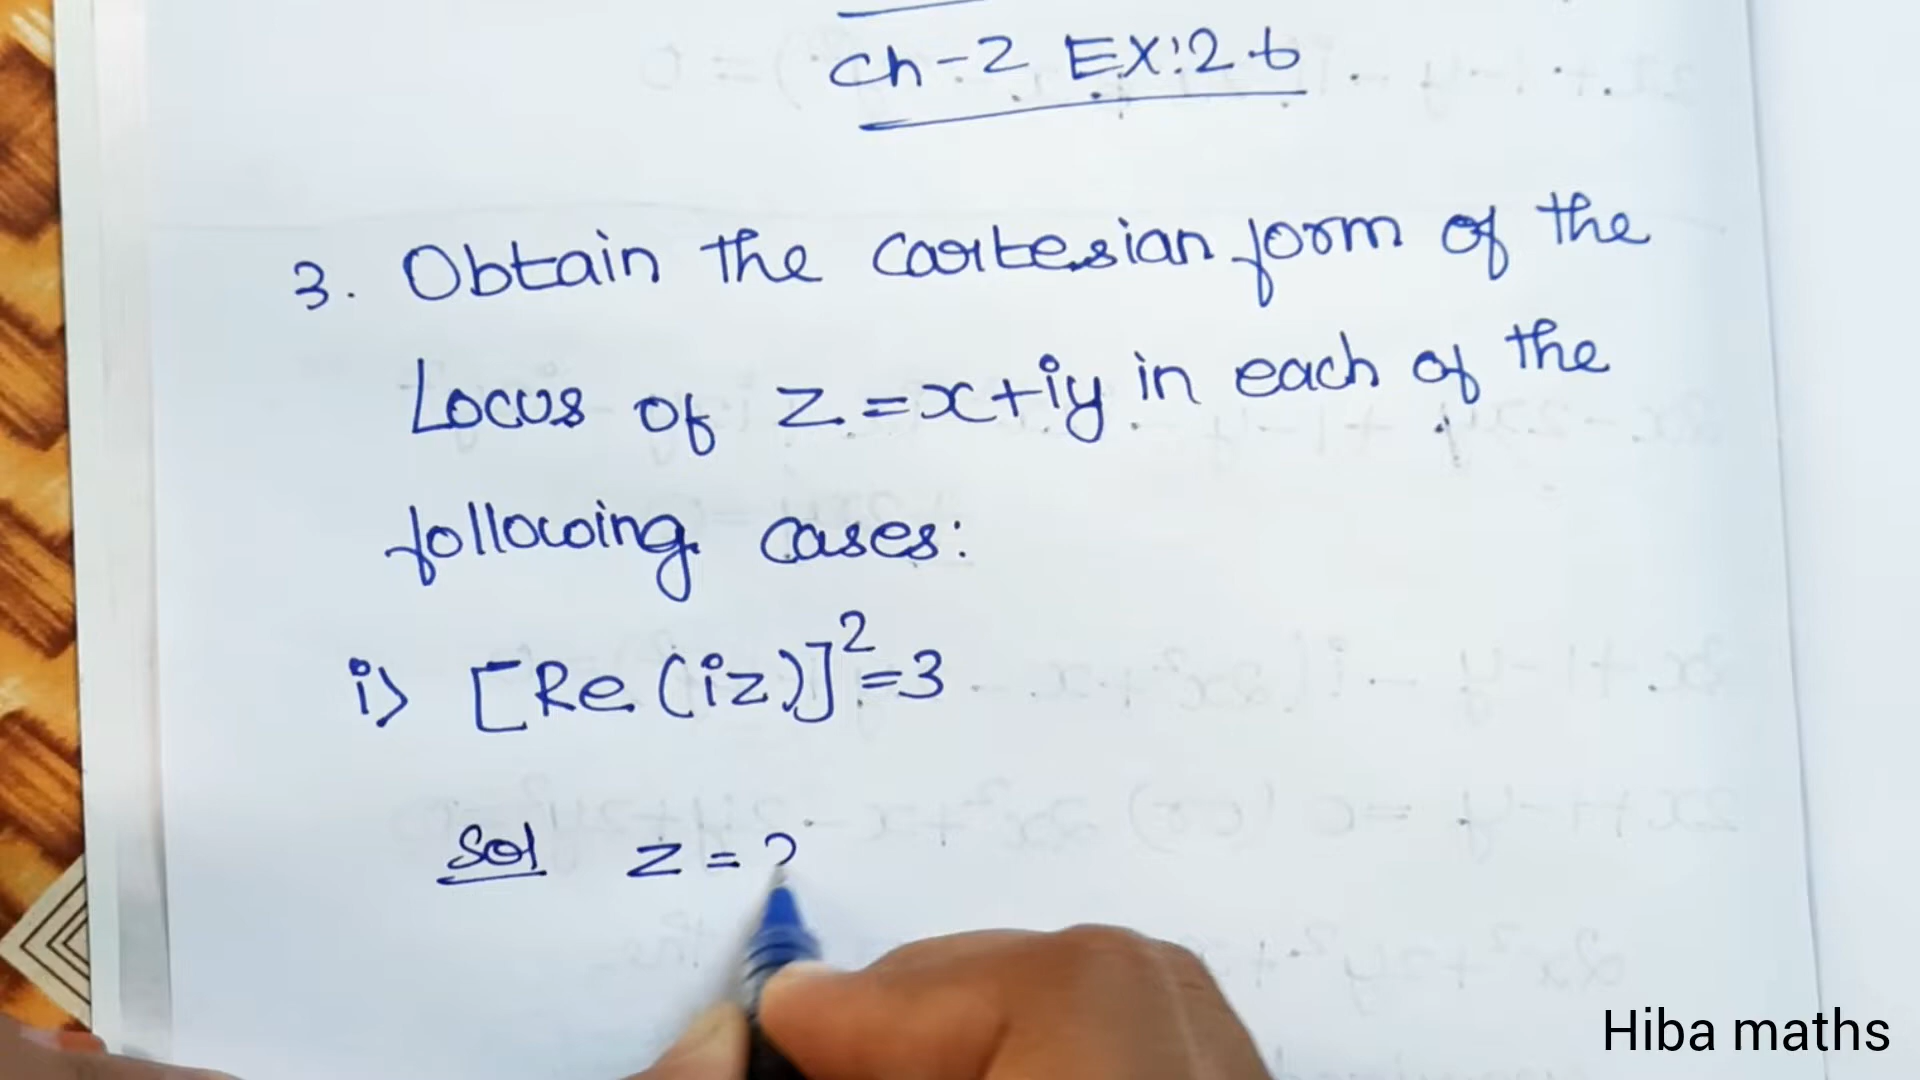 Ch-2 EX:2.6
3. Obtain the cartesian form of the
Locus of z=x+iy in each of the
following cases:
i) [Re(iz)]²=3
Sol z=
Hiba maths